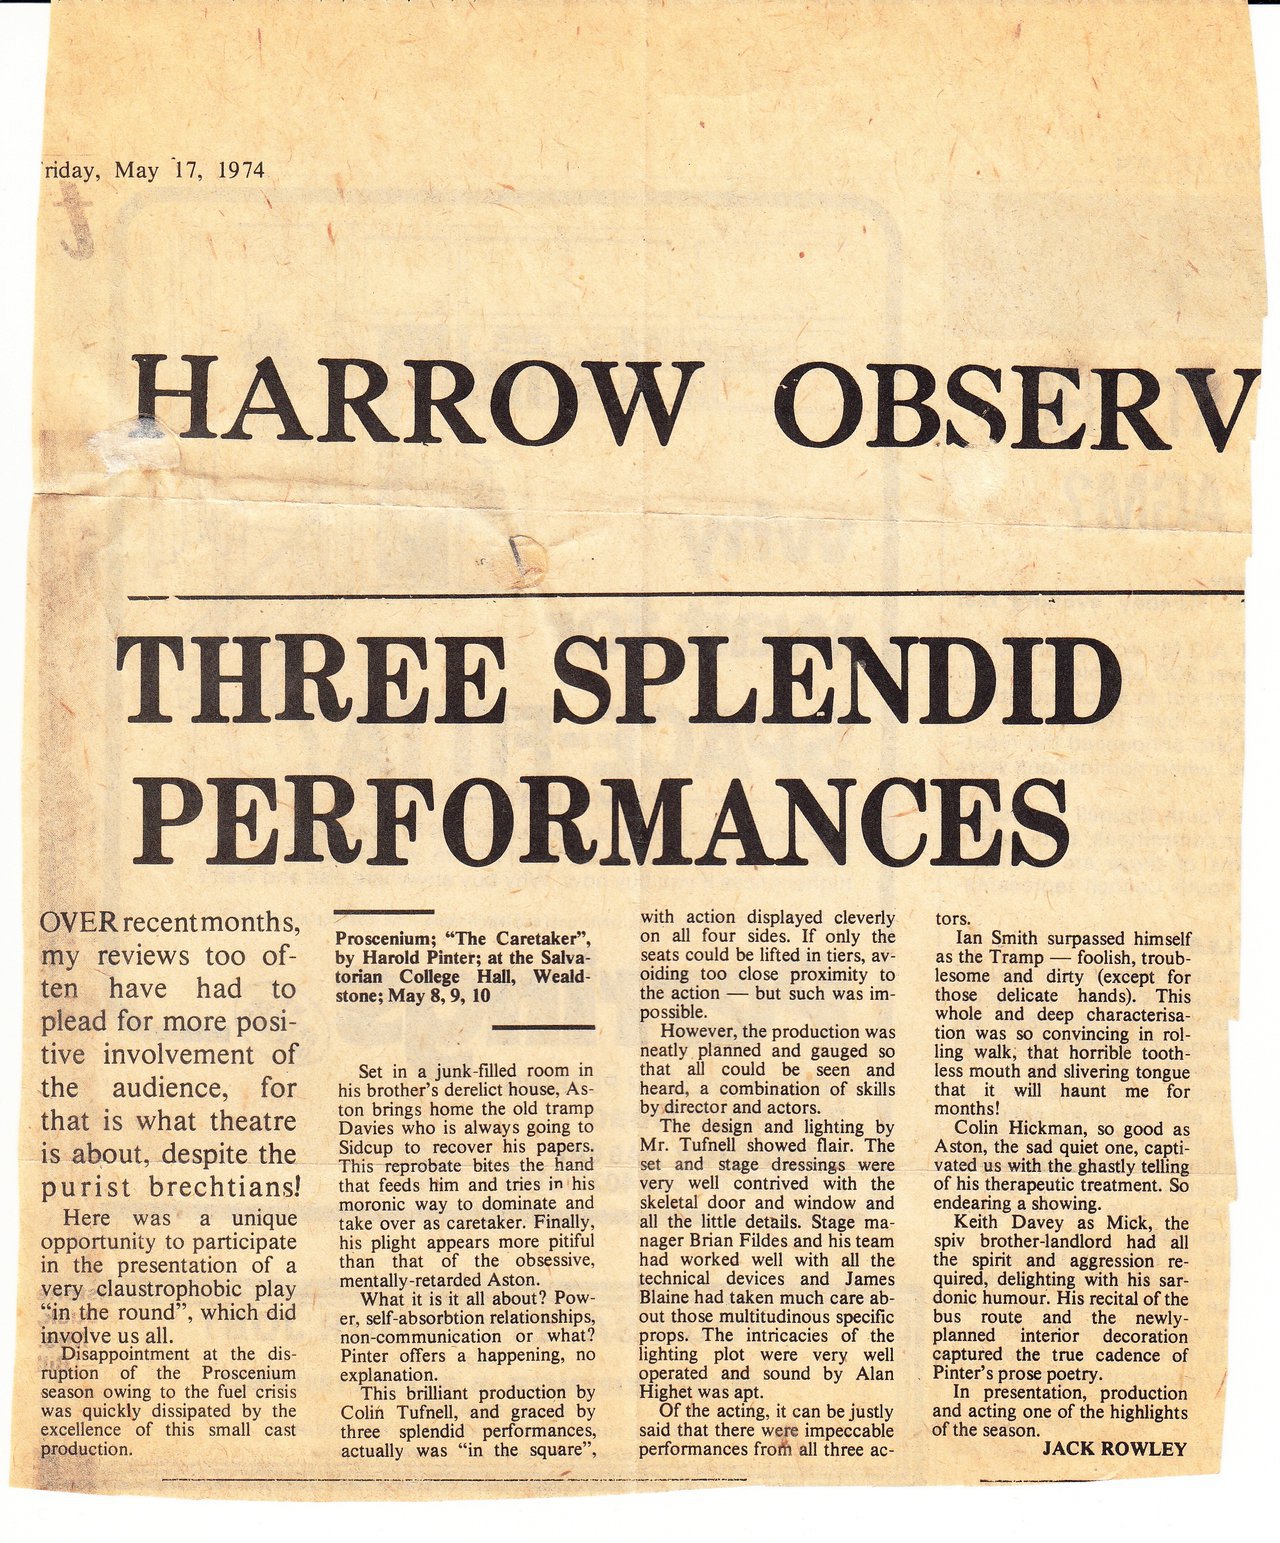 riday, May 17, 1974
HARROW OBSERV
THREE SPLENDID
PERFORMANCES
OVER recent months,
my reviews too of-
ten have had to
plead for more posi-
tive involvement of
the audience, for
that is what theatre
is about, despite the
purist brechtians!
Here was a unique
opportunity to participate
in the presentation of a
very claustrophobic play
“in the round”, which did
involve us all.
Disappointment at the dis-
ruption of the Proscenium
season owing to the fuel crisis
was quickly dissipated by the
excellence of this small cast
production.
Proscenium; “The Caretaker”,
by Harold Pinter; at the Salva-
torian College Hall, Weald-
stone; May 8, 9, 10
Set in a junk-filled room in
his brother’s derelict house, As-
ton brings home the old tramp
Davies who is always going to
Sidcup to recover his papers.
This reprobate bites the hand
that feeds him and tries in his
moronic way to dominate and
take over as caretaker. Finally,
his plight appears more pitiful
than that of the obsessive,
mentally-retarded Aston.
What it is it all about? Pow-
er, self-absorbtion relationships,
non-communication or what?
Pinter offers a happening, no
explanation.
This brilliant production by
Colin Tufnell, and graced by
three splendid performances,
actually was “in the square”,
with action displayed cleverly
on all four sides. If only the
seats could be lifted in tiers, av-
oiding too close proximity to
the action — but such was im-
possible.
However, the production was
neatly planned and gauged so
that all could be seen and
heard, a combination of skills
by director and actors.
The design and lighting by
Mr. Tufnell showed flair. The
set and stage dressings were
very well contrived with the
skeletal door and window and
all the little details. Stage ma-
nager Brian Fildes and his team
had worked well with all the
technical devices and James
Blaine had taken much care ab-
out those multitudinous specific
props. The intricacies of the
lighting plot were very well
operated and sound by Alan
Highet was apt.
Of the acting, it can be justly
said that there were impeccable
performances from all three ac-
tors.
Ian Smith surpassed himself
as the Tramp — foolish, troub-
lesome and dirty (except for
those delicate hands). This
whole and deep characterisa-
tion was so convincing in rol-
ling walk, that horrible tooth-
less mouth and slivering tongue
that it will haunt me for
months!
Colin Hickman, so good as
Aston, the sad quiet one, capti-
vated us with the ghastly telling
of his therapeutic treatment. So
endearing a showing.
Keith Davey as Mick, the
spiv brother-landlord had all
the spirit and aggression re-
quired, delighting with his sar-
donic humour. His recital of the
bus route and the newly-
planned interior decoration
captured the true cadence of
Pinter’s prose poetry.
In presentation, production
and acting one of the highlights
of the season.
JACK ROWLEY